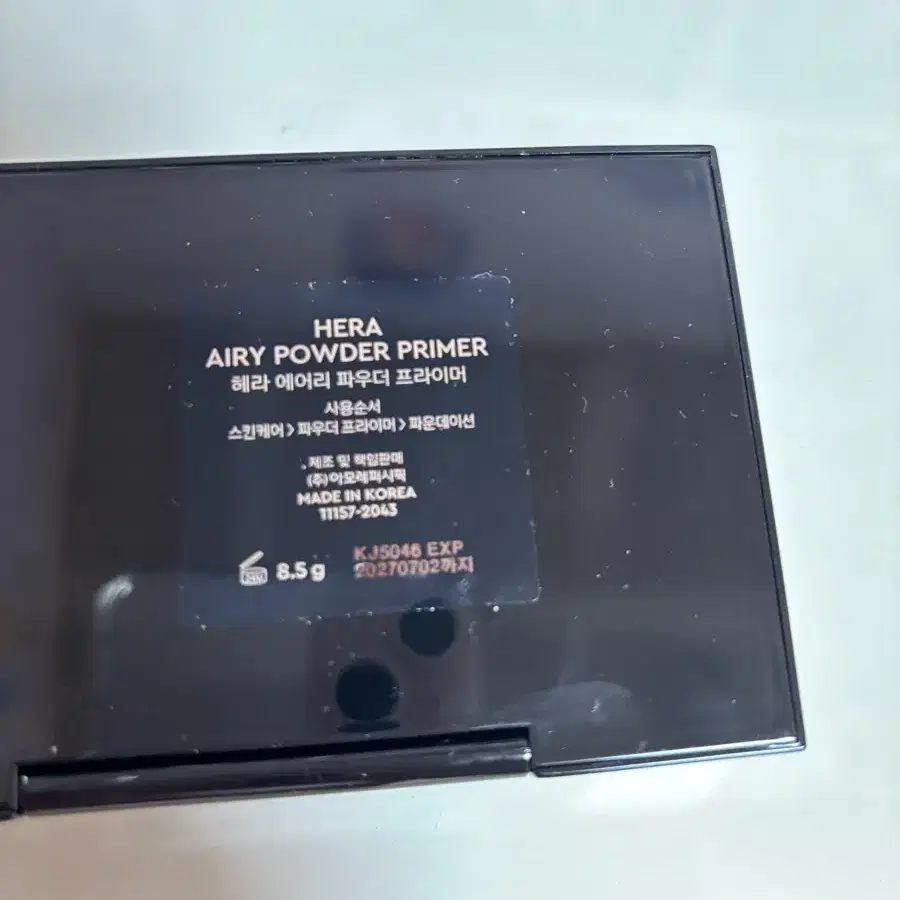 HERA
AIRY POWDER PRIMER
헤라 에어리 파우더 프라이머
사용순서
스킨케어 > 파우더 프라이머 > 파운데이션
제조 및 책임판매
(주)아모레퍼시픽
MADE IN KOREA
11157-2043
8.5 g
KJ5046 EXP
20270702까지